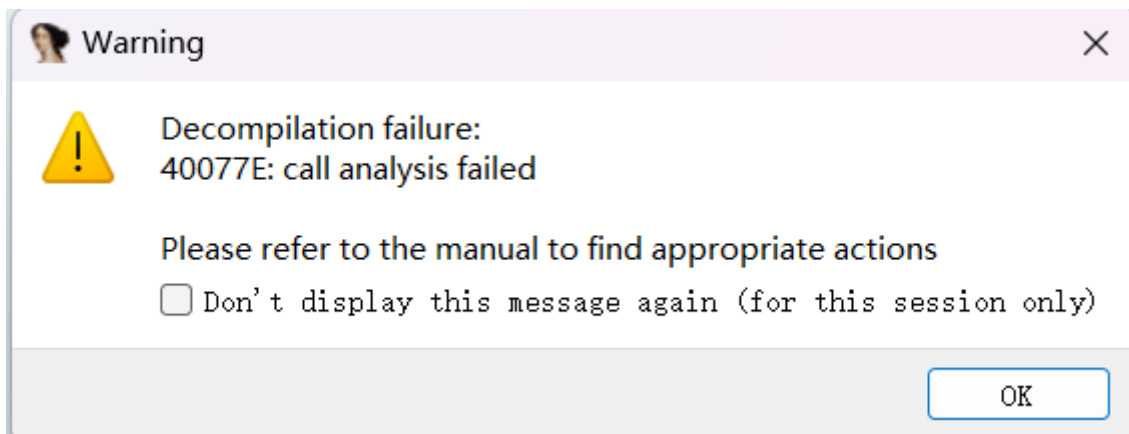 Warning
Decompilation failure:
40077E: call analysis failed
Please refer to the manual to find appropriate actions
Don't display this message again (for this session only)
OK